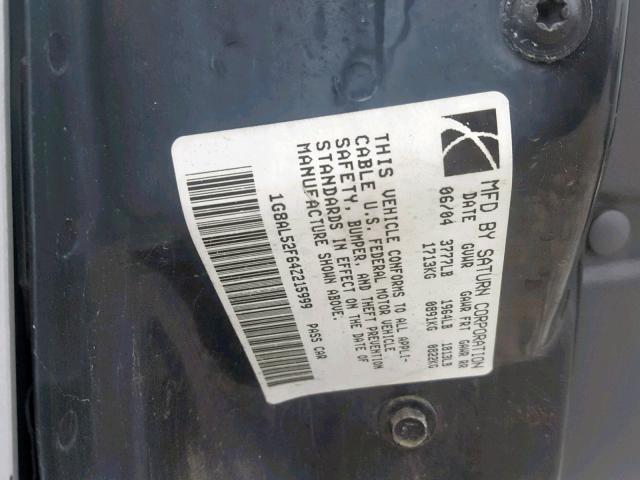 MFD BY SATURN CORPORATION
DATE GVWR GAWR FRT GAWR RR
06/04 3777LB 1964LB 1813LB
1713KG 0891KG 0822KG
THIS VEHICLE CONFORMS TO ALL APPLI-
CABLE U.S. FEDERAL MOTOR VEHICLE
SAFETY, BUMPER, AND THEFT PREVENTION
STANDARDS IN EFFECT ON THE DATE OF
MANUFACTURE SHOWN ABOVE.
1G8AL52F64Z215999 PASS CAR